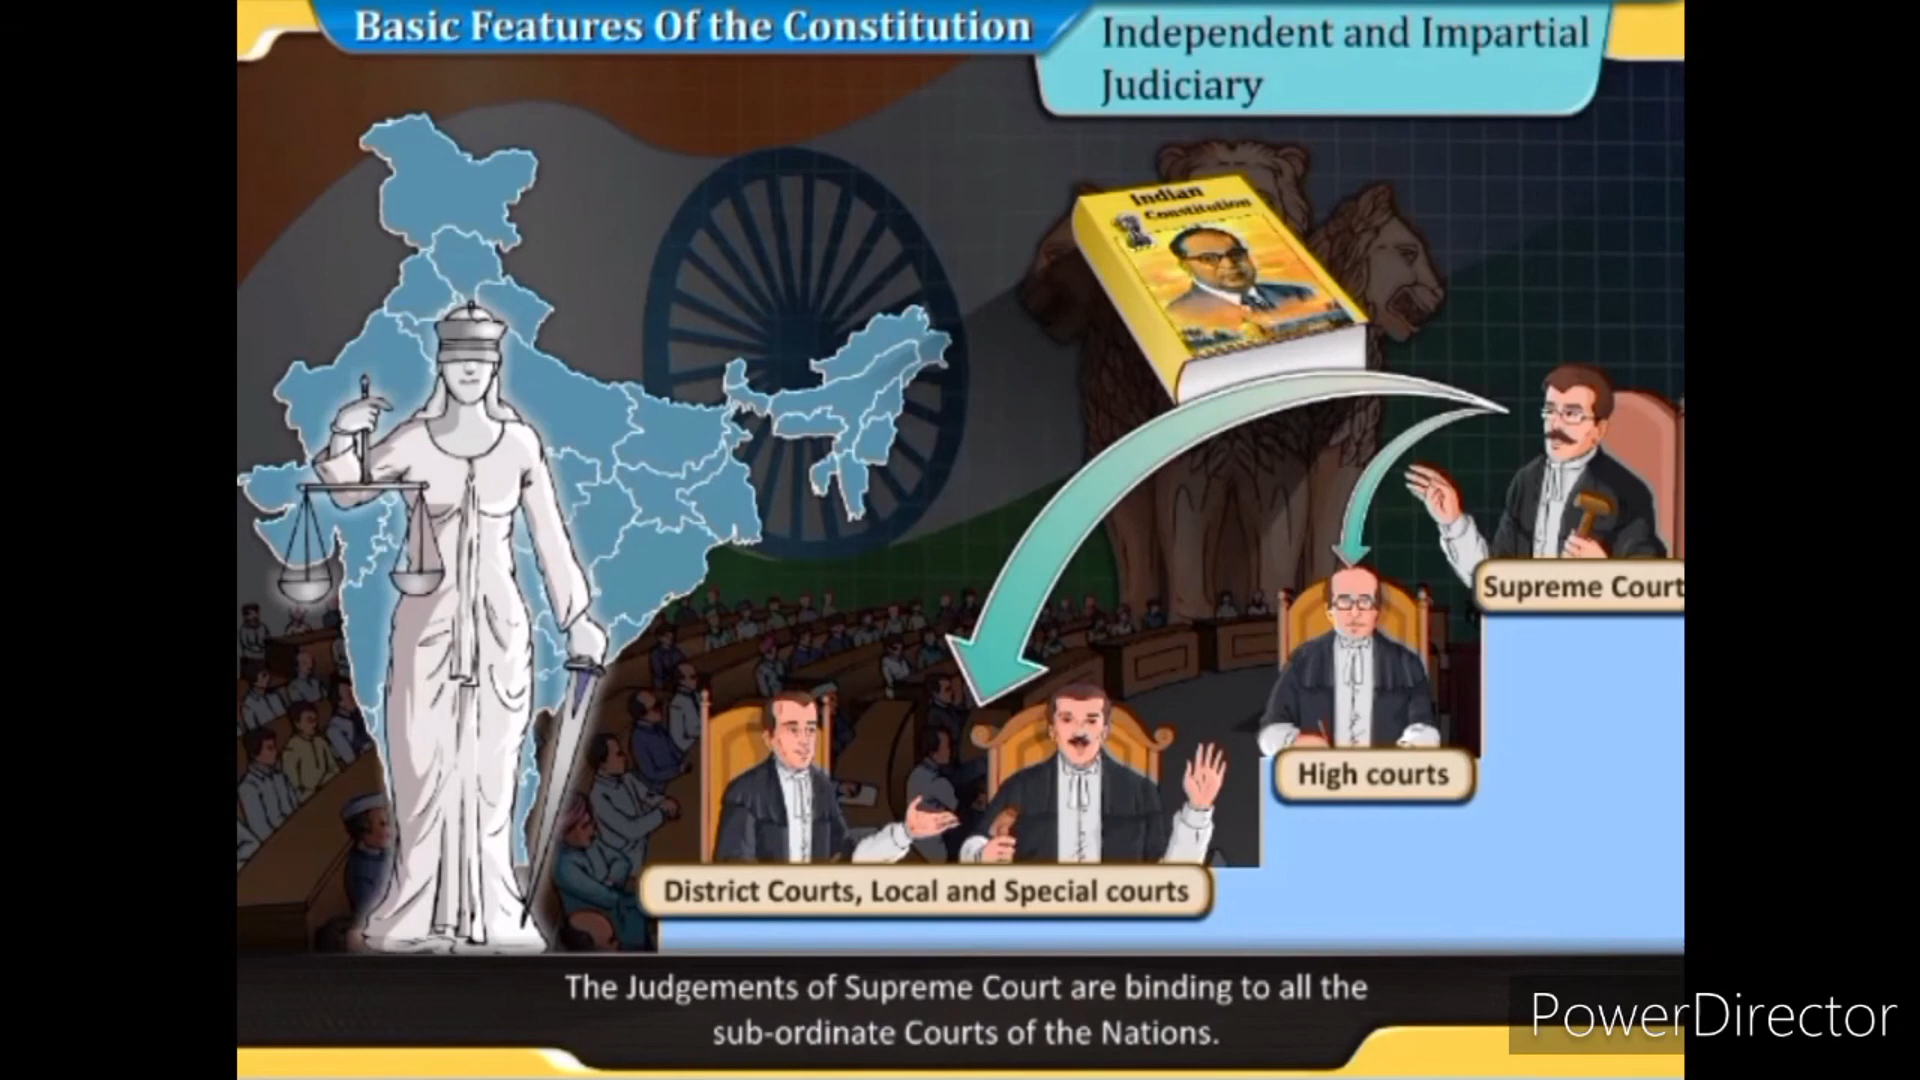 Basic Features Of the Constitution
Independent and Impartial
Judiciary
Indian
Constitution
Supreme Court
High courts
District Courts, Local and Special courts
The Judgements of Supreme Court are binding to all the
sub-ordinate Courts of the Nations.
PowerDirector